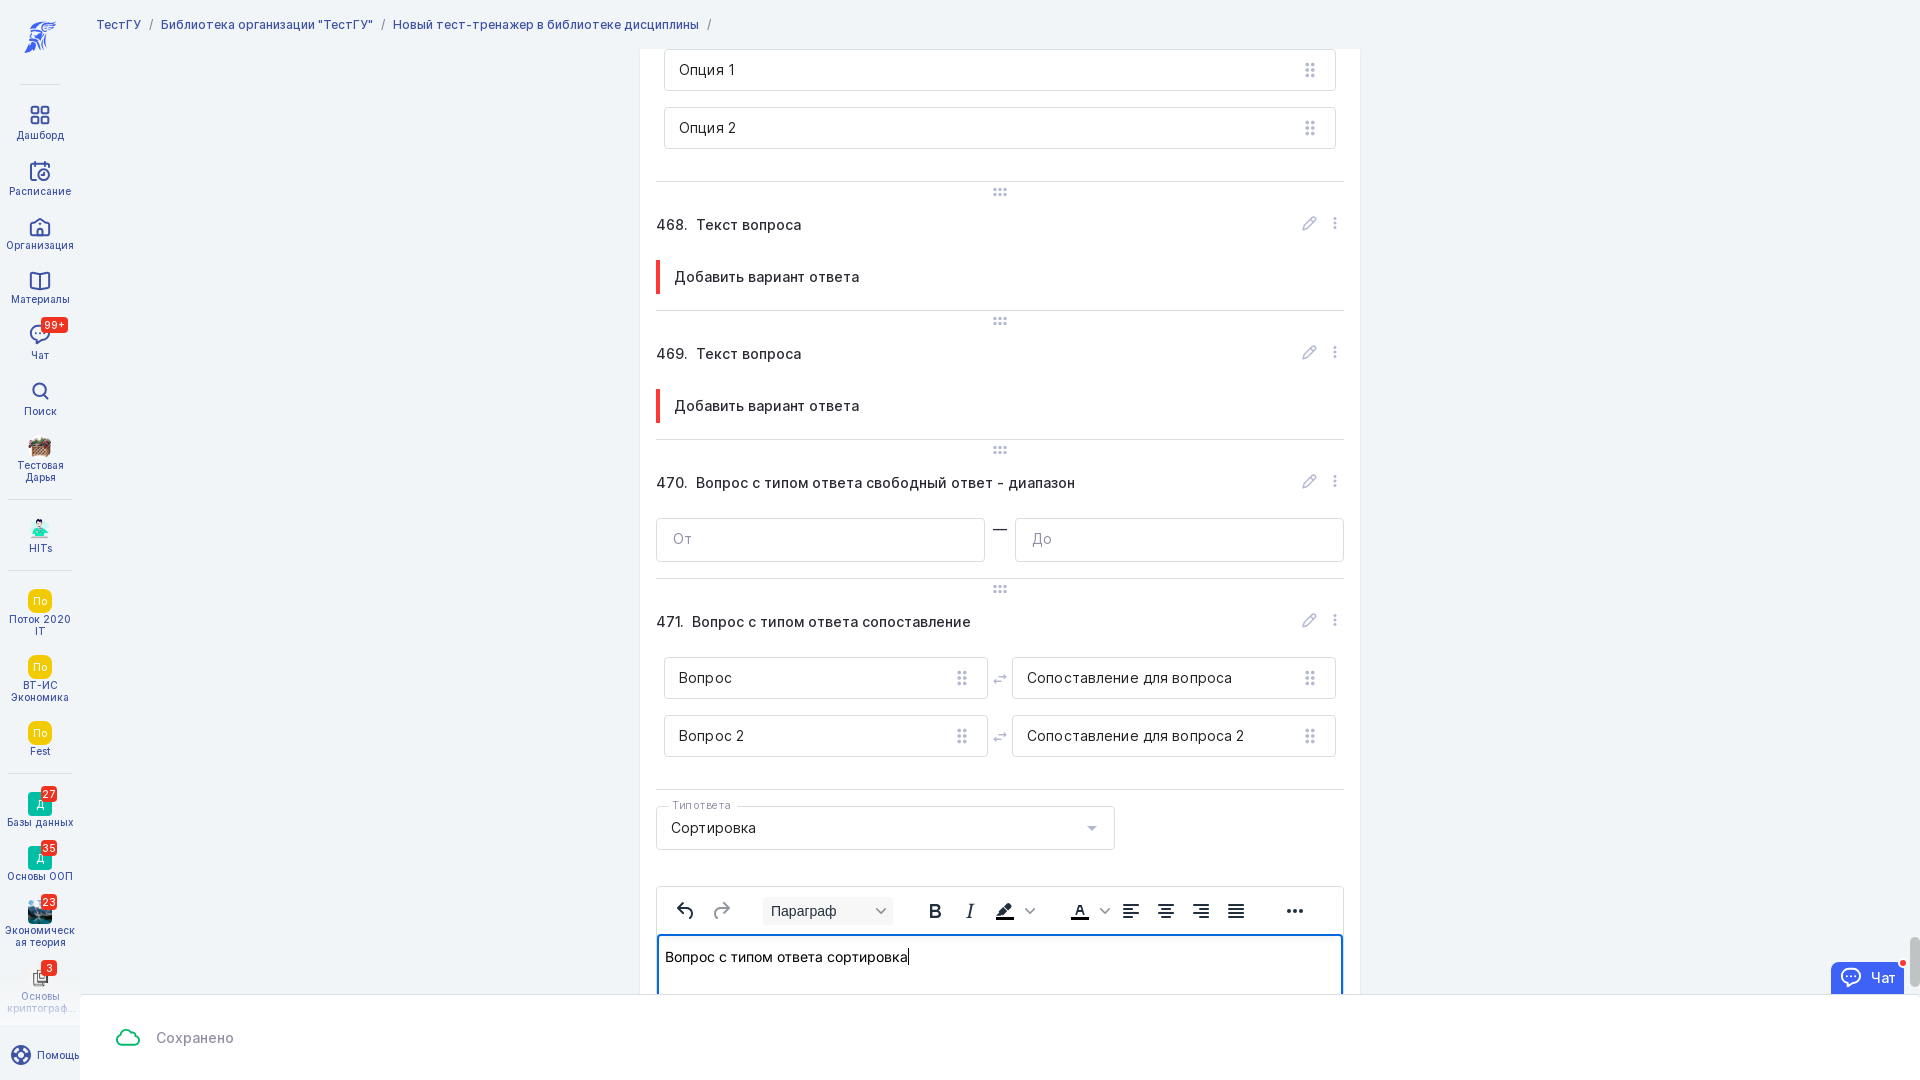 ТестГУ / Библиотека организации "ТестГУ" / Новый тест-тренажер в библиотеке дисциплины /
Дашборд
Расписание
Организация
Материалы
99+
Чат
Поиск
Тестовая
Дарья
HITs
По
Поток 2020
IT
По
ВТ-ИС
Экономика
По
Fest
27
Д
Базы данных
35
Д
Основы ООП
23
Экономическ
ая теория
3
Основы
криптограф...
Помощь
Опция 1
Опция 2
468. Текст вопроса
Добавить вариант ответа
469. Текст вопроса
Добавить вариант ответа
470. Вопрос с типом ответа свободный ответ - диапазон
От — До
471. Вопрос с типом ответа сопоставление
Вопрос Сопоставление для вопроса
Вопрос 2 Сопоставление для вопроса 2
Тип ответа
Сортировка
Параграф B I A
Вопрос с типом ответа сортировка
Чат
Сохранено